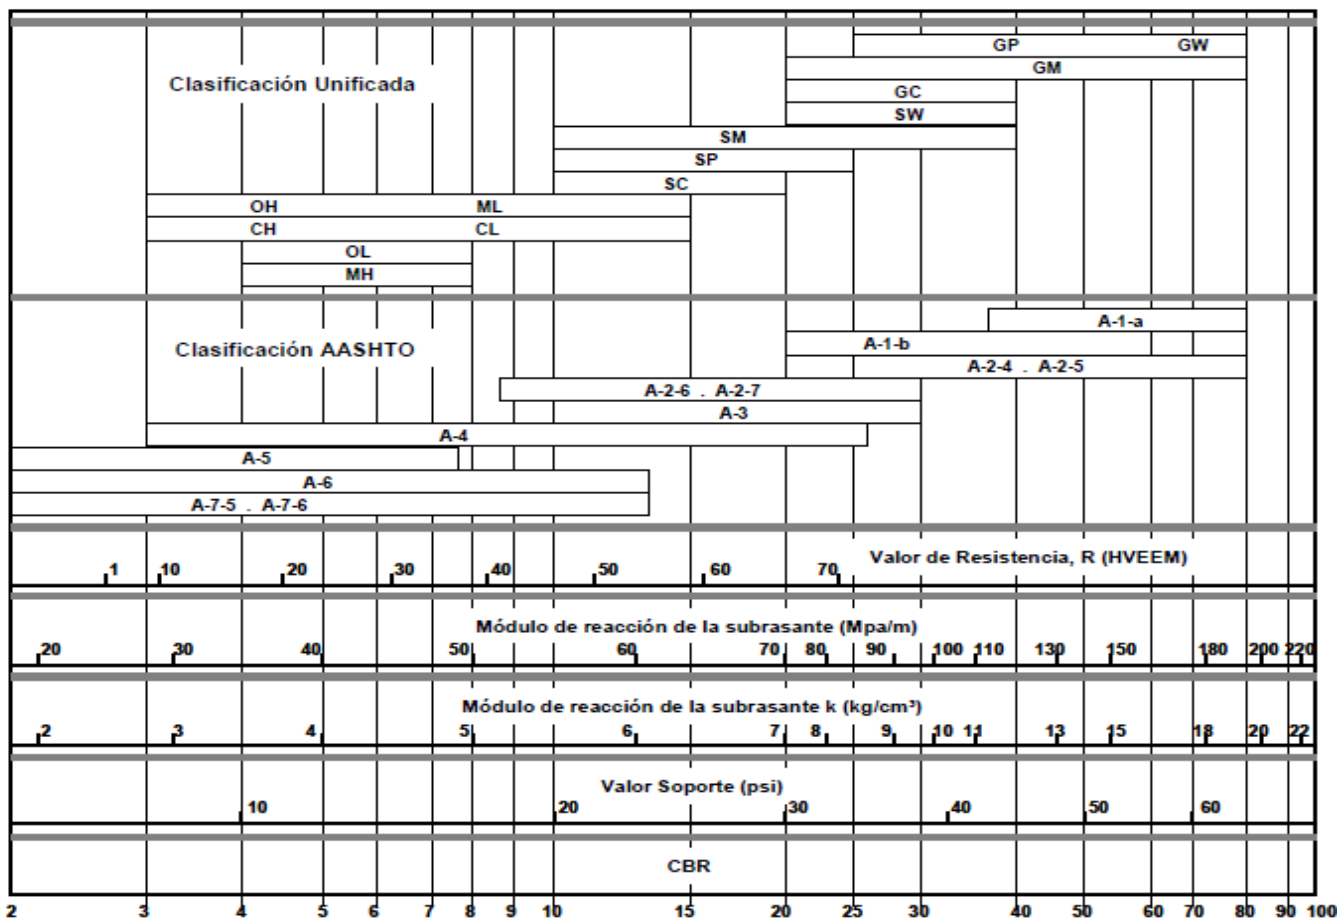 GP GW
GM
Clasificación Unificada
GC
SW
SM
SP
SC
OH ML
CH CL
OL
MH
A-1-a
Clasificación AASHTO
A-1-b
A-2-4 . A-2-5
A-2-6 . A-2-7
A-3
A-4
A-5
A-6
A-7-5 . A-7-6
Valor de Resistencia, R (HVEEM)
1 10 20 30 40 50 60 70
Módulo de reacción de la subrasante (Mpa/m)
20 30 40 50 60 70 80 90 100 110 130 150 180 200 220
Módulo de reacción de la subrasante k (kg/cm³)
2 3 4 5 6 7 8 9 10 11 13 15 18 20 22
Valor Soporte (psi)
10 20 30 40 50 60
CBR
2 3 4 5 6 7 8 9 10 15 20 25 30 40 50 60 70 80 90 100